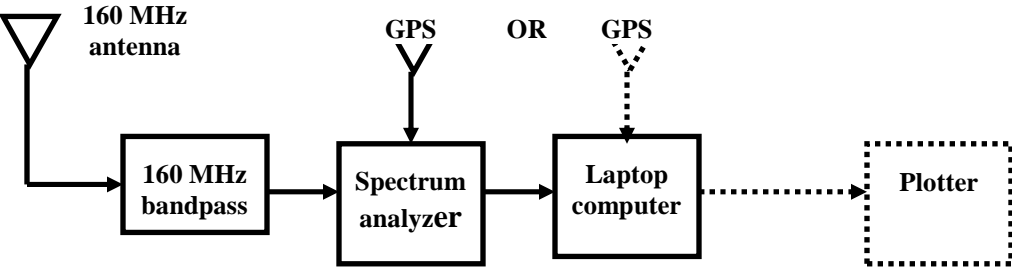 160 MHz
antenna
GPS
OR
GPS
160 MHz
bandpass
Spectrum
analyzer
Laptop
computer
Plotter